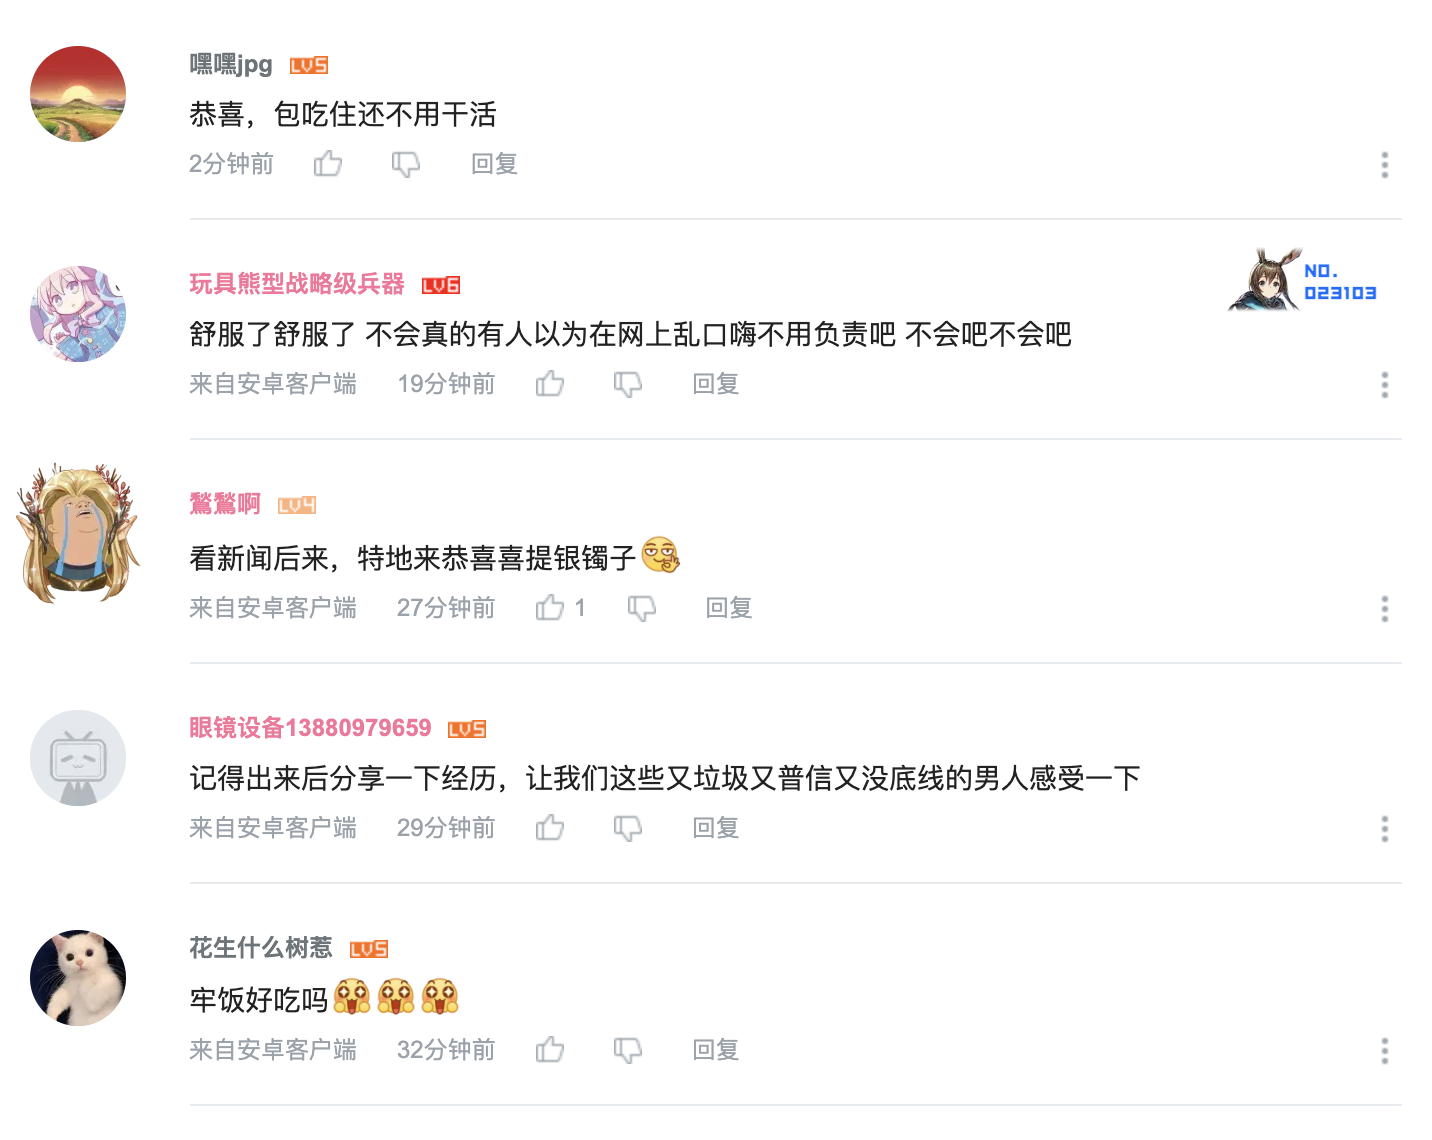 嘿嘿jpg LV5
恭喜，包吃住还不用干活
2分钟前 回复
玩具熊型战略级兵器 LV6
NO.
023103
舒服了舒服了 不会真的有人以为在网上乱口嗨不用负责吧 不会吧不会吧
来自安卓客户端 19分钟前 回复
鶖鶖啊 LV4
看新闻后来，特地来恭喜喜提银镯子
来自安卓客户端 27分钟前 1 回复
眼镜设备13880979659 LV5
记得出来后分享一下经历，让我们这些又垃圾又普信又没底线的男人感受一下
来自安卓客户端 29分钟前 回复
花生什么树惹 LV5
牢饭好吃吗
来自安卓客户端 32分钟前 回复